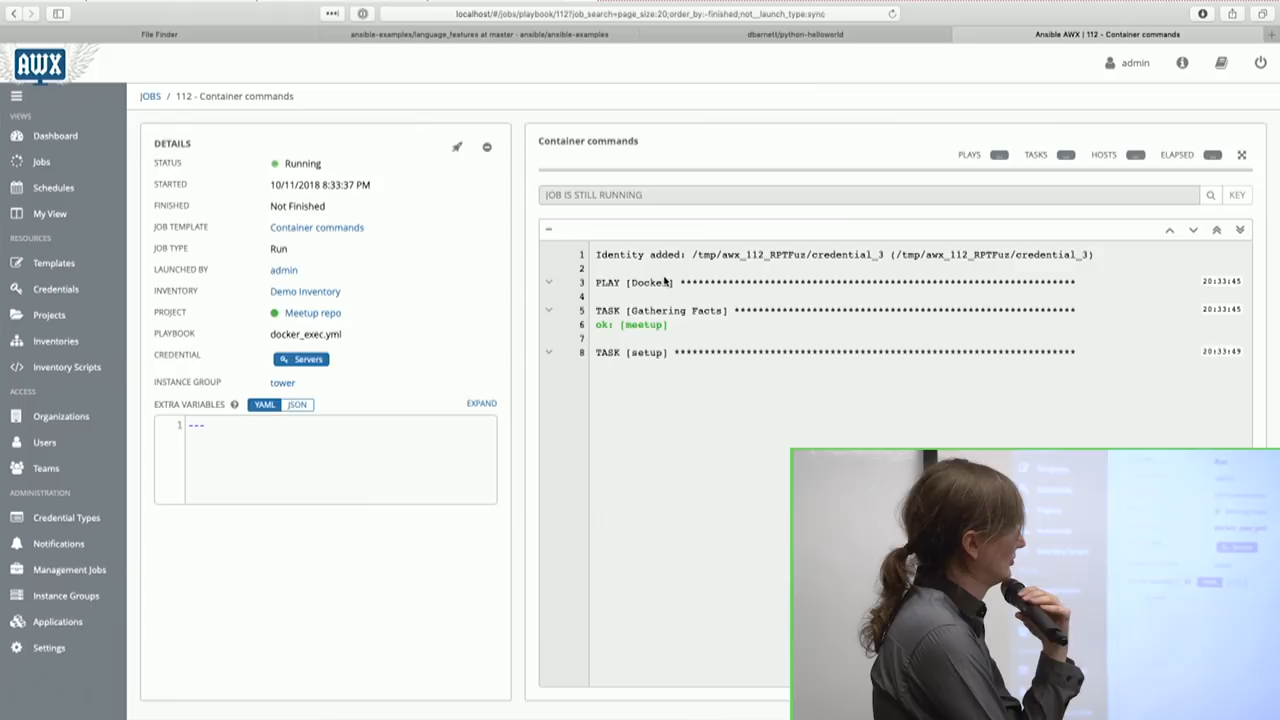 localhost/#/jobs/playbook/112?job_search=page_size:20;order_by:-finished;not__launch_type:sync
File Finder
ansible-examples/language_features at master · ansible/ansible-examples
dbarnett/python-helloworld
Ansible AWX | 112 - Container commands
AWX
admin
JOBS / 112 - Container commands
VIEWS
Dashboard
Jobs
Schedules
My View
RESOURCES
Templates
Credentials
Projects
Inventories
Inventory Scripts
ACCESS
Organizations
Users
Teams
ADMINISTRATION
Credential Types
Notifications
Management Jobs
Instance Groups
Applications
Settings
DETAILS
STATUS Running
STARTED 10/11/2018 8:33:37 PM
FINISHED Not Finished
JOB TEMPLATE Container commands
JOB TYPE Run
LAUNCHED BY admin
INVENTORY Demo Inventory
PROJECT Meetup repo
PLAYBOOK docker_exec.yml
CREDENTIAL Servers
INSTANCE GROUP tower
EXTRA VARIABLES YAML JSON EXPAND
1 ---
Container commands
PLAYS ... TASKS ... HOSTS ... ELAPSED ...
JOB IS STILL RUNNING KEY
1 Identity added: /tmp/awx_112_RPTFuz/credential_3 (/tmp/awx_112_RPTFuz/credential_3)
2
3 PLAY [Docker] ********************************************************* 20:33:45
4
5 TASK [Gathering Facts] ************************************************* 20:33:45
6 ok: [meetup]
7
8 TASK [setup] ********************************************************** 20:33:49